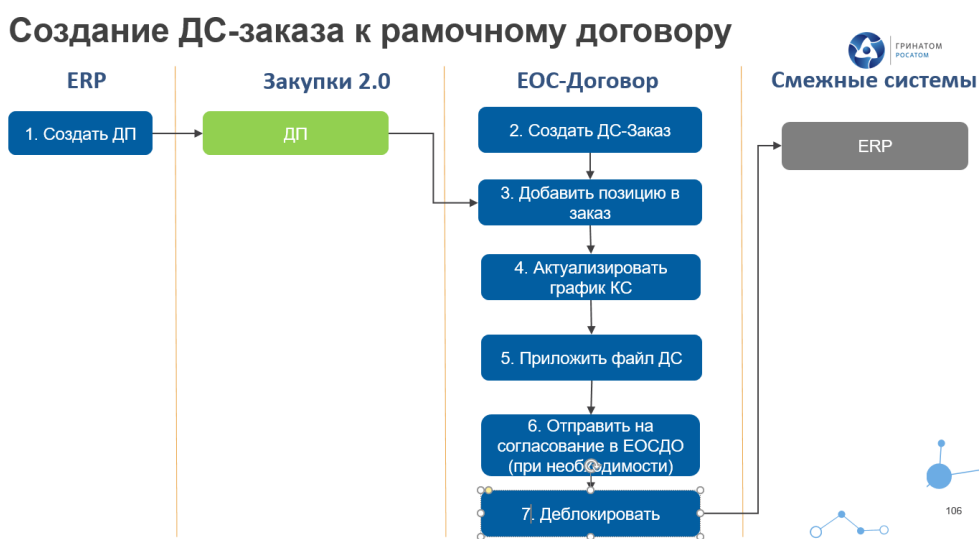 Создание ДС-заказа к рамочному договору
ГРИНАТОМ
РОСАТОМ
ERP
Закупки 2.0
ЕОС-Договор
Смежные системы
1. Создать ДП
ДП
2. Создать ДС-Заказ
ERP
3. Добавить позицию в
заказ
4. Актуализировать
график КС
5. Приложить файл ДС
6. Отправить на
согласование в ЕОСДО
(при необходимости)
7. Деблокировать
106